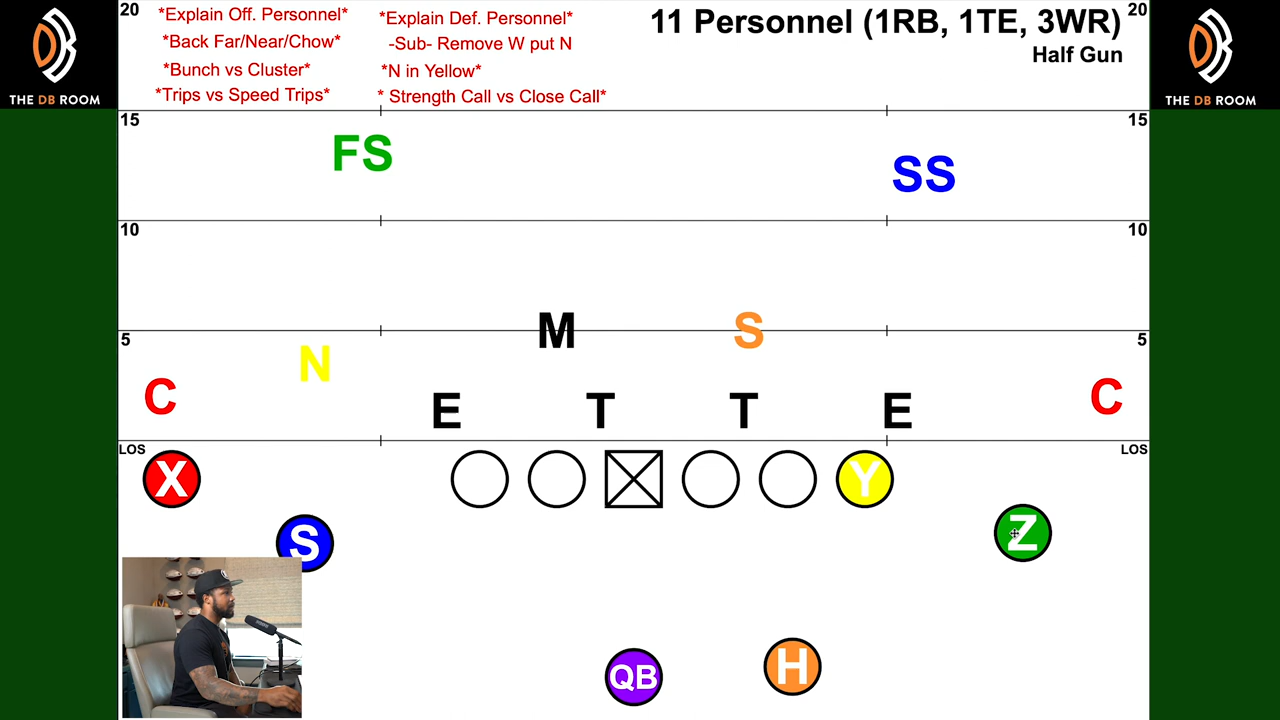 20
*Explain Off. Personnel*
*Explain Def. Personnel*
11 Personnel (1RB, 1TE, 3WR)
20
*Back Far/Near/Chow*
-Sub- Remove W put N
Half Gun
*Bunch vs Cluster*
*N in Yellow*
*Trips vs Speed Trips*
* Strength Call vs Close Call*
THE DB ROOM
THE DB ROOM
15
15
FS
SS
10
10
M
S
5
5
N
C
C
E
T
T
E
LOS
LOS
X
Y
S
Z
QB
H